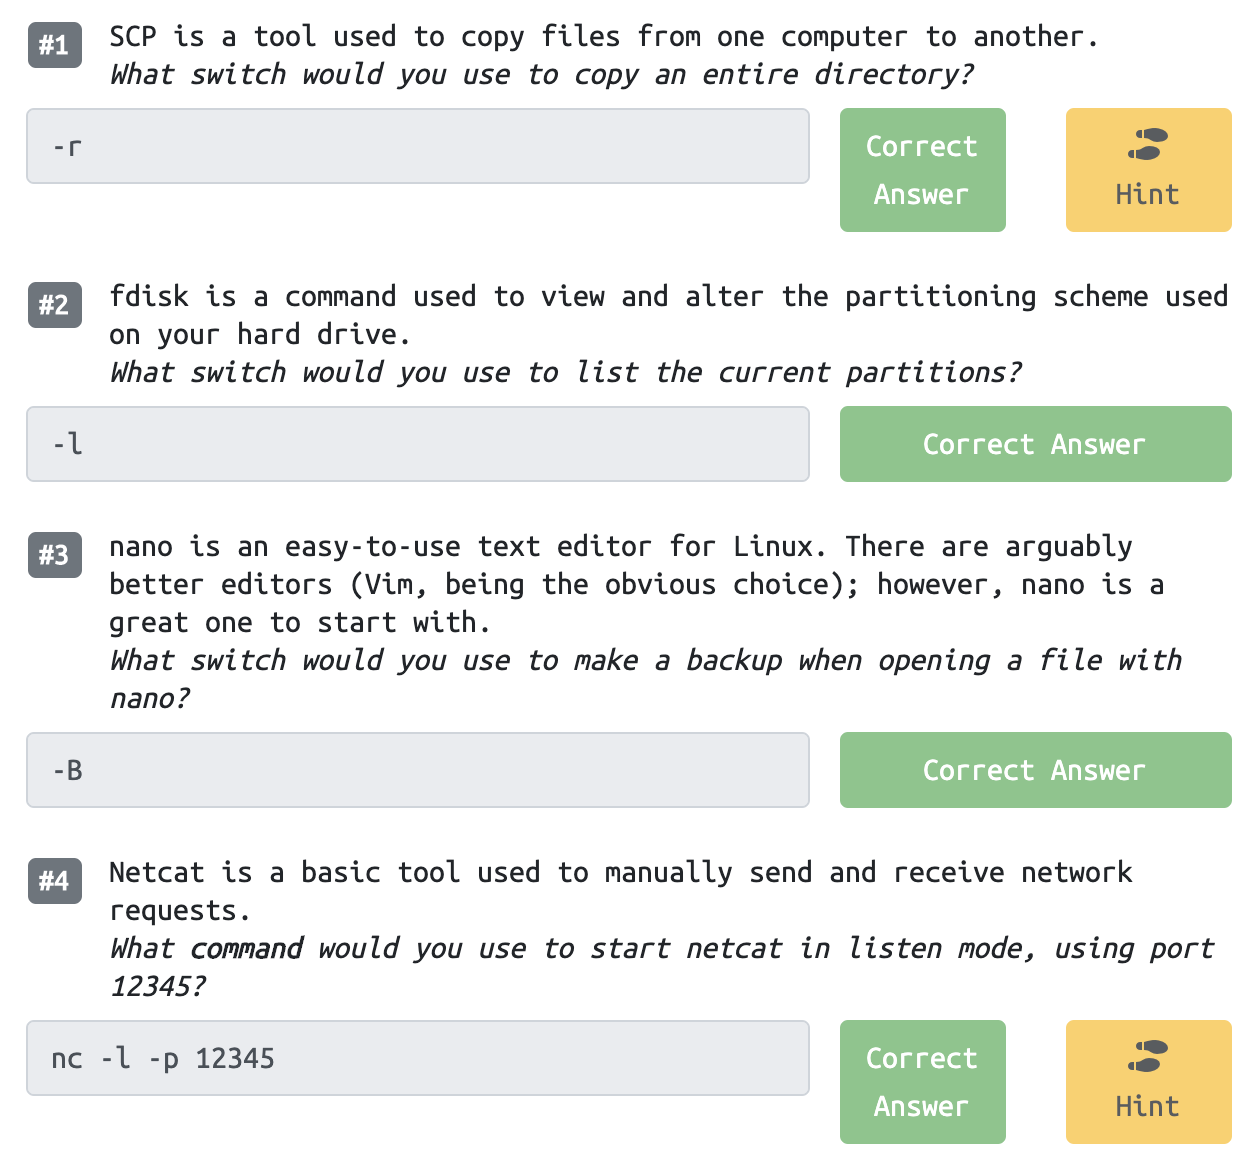 #1 SCP is a tool used to copy files from one computer to another.
What switch would you use to copy an entire directory?
-r
Correct
Answer
Hint
#2 fdisk is a command used to view and alter the partitioning scheme used
on your hard drive.
What switch would you use to list the current partitions?
-l
Correct Answer
#3 nano is an easy-to-use text editor for Linux. There are arguably
better editors (Vim, being the obvious choice); however, nano is a
great one to start with.
What switch would you use to make a backup when opening a file with
nano?
-B
Correct Answer
#4 Netcat is a basic tool used to manually send and receive network
requests.
What command would you use to start netcat in listen mode, using port
12345?
nc -l -p 12345
Correct
Answer
Hint